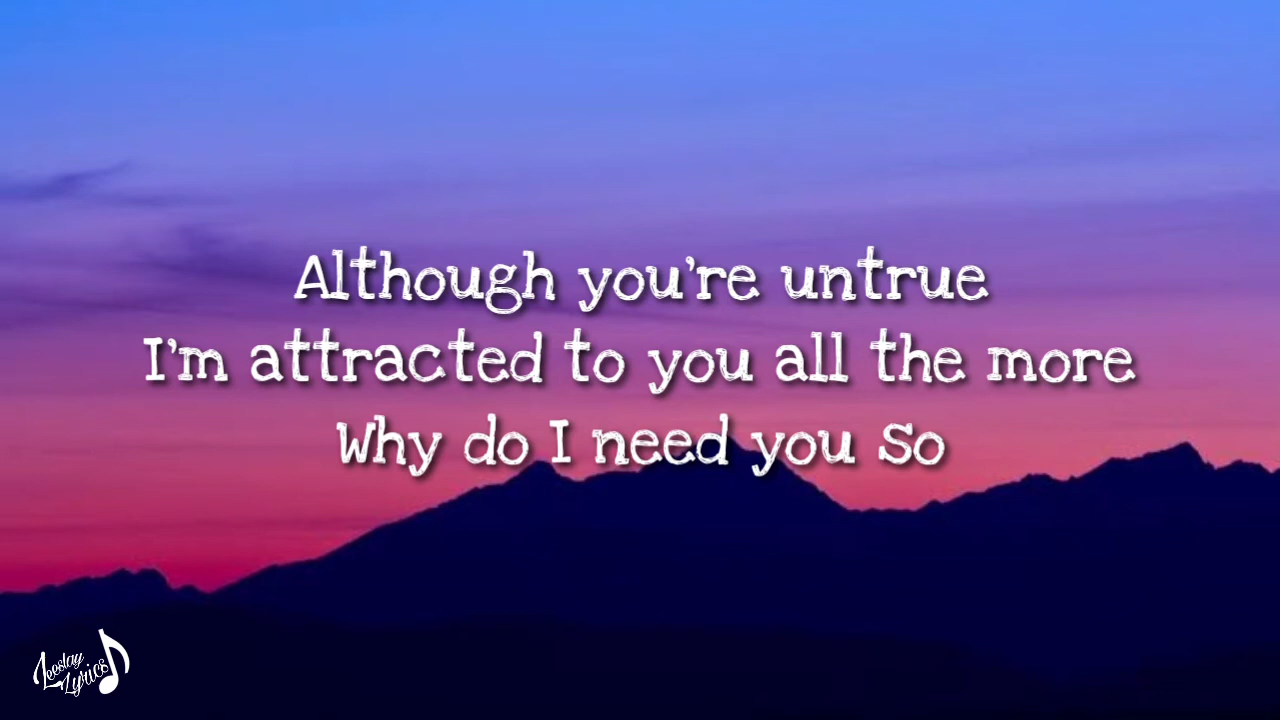 Although you're untrue
I'm attracted to you all the more
Why do I need you so
Leeslay
Lyrics